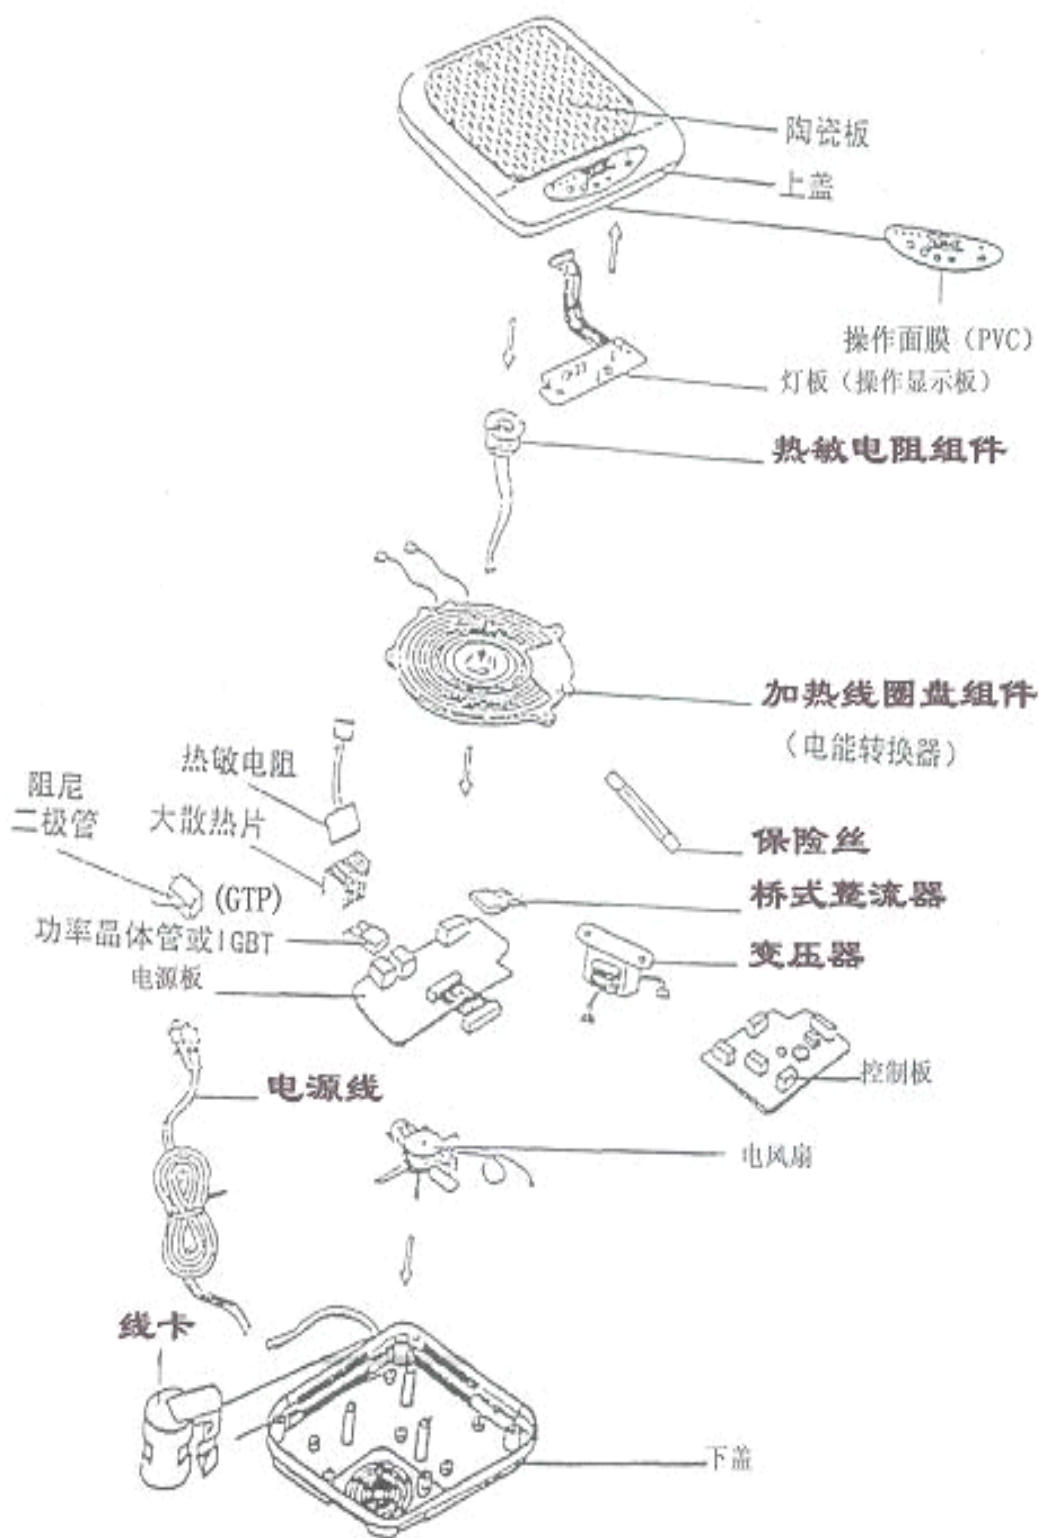 陶瓷板
上盖
操作面膜（PVC）
灯板（操作显示板）
热敏电阻组件
加热线圈盘组件
（电能转换器）
热敏电阻
阻尼
二极管
大散热片
保险丝
桥式整流器
(GTP)
功率晶体管或IGBT
变压器
电源板
控制板
电源线
电风扇
线卡
下盖